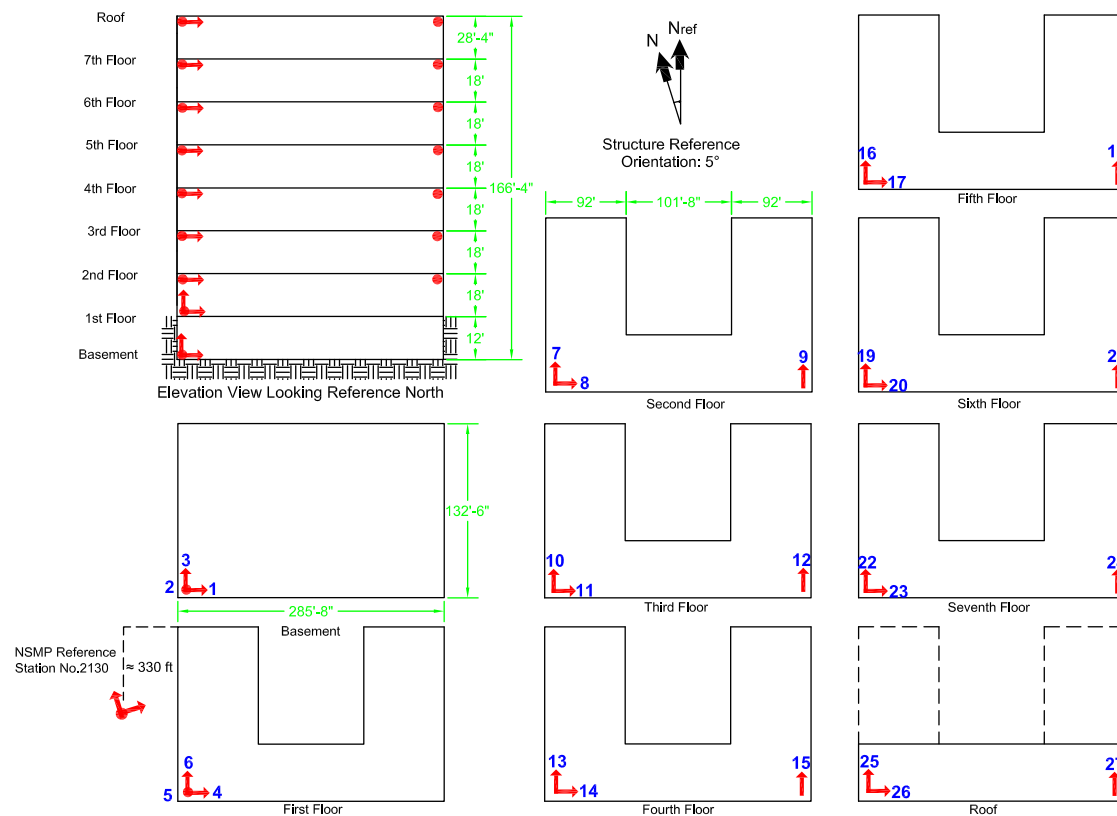 Roof
7th Floor
6th Floor
5th Floor
4th Floor
3rd Floor
2nd Floor
1st Floor
Basement
28'-4"
18'
18'
18'
18'
18'
18'
12'
166'-4"
Elevation View Looking Reference North
N
Nref
Structure Reference
Orientation: 5°
16
17
1
Fifth Floor
92'
101'-8"
92'
7
8
9
Second Floor
19
20
2
Sixth Floor
132'-6"
3
2
1
285'-8"
Basement
10
11
12
Third Floor
22
23
2
Seventh Floor
NSMP Reference
Station No.2130
≈ 330 ft
6
5
4
First Floor
13
14
15
Fourth Floor
25
26
27
Roof